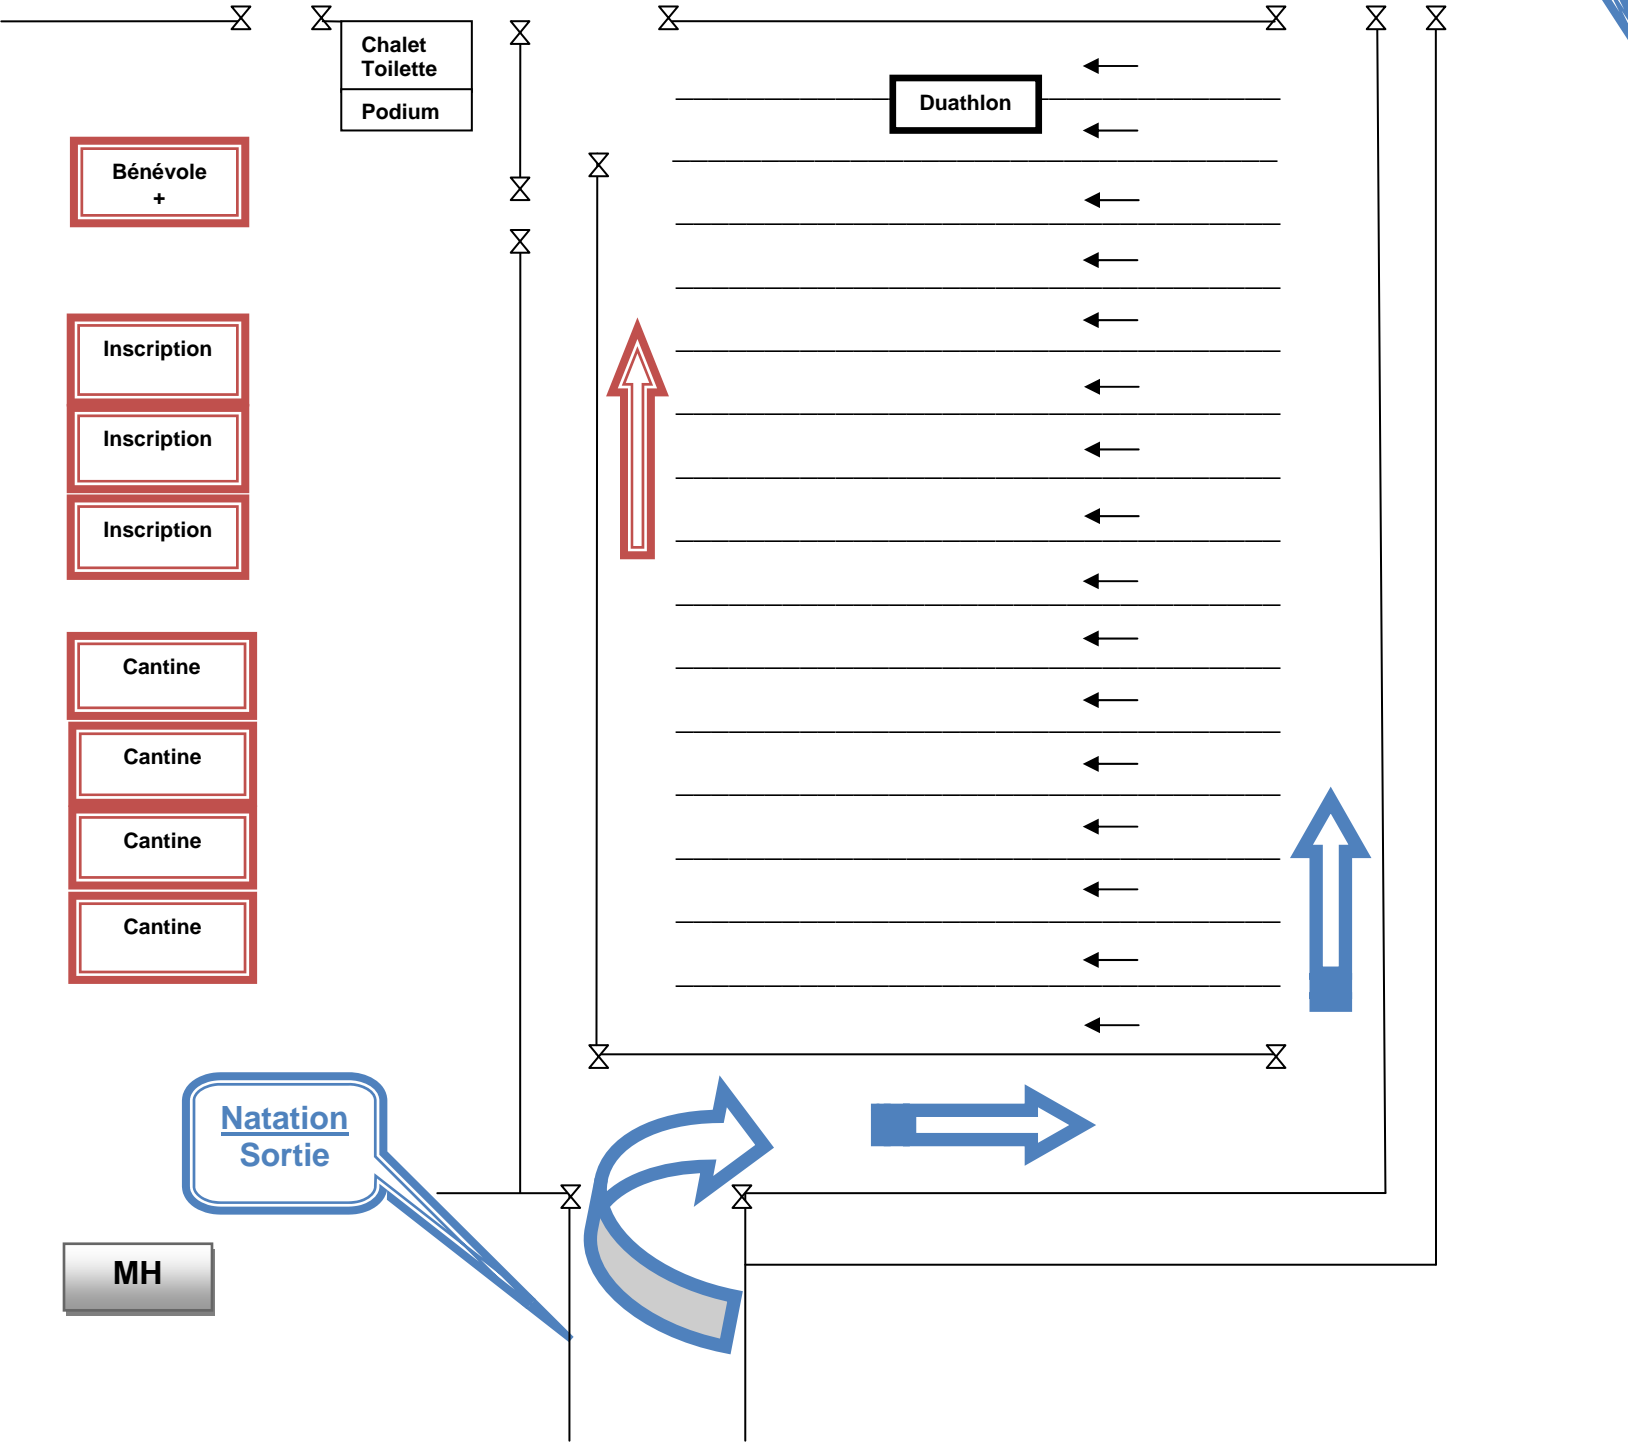 Chalet
Toilette
Podium
Duathlon
Bénévole
+
Inscription
Inscription
Inscription
Cantine
Cantine
Cantine
Cantine
Natation
Sortie
MH